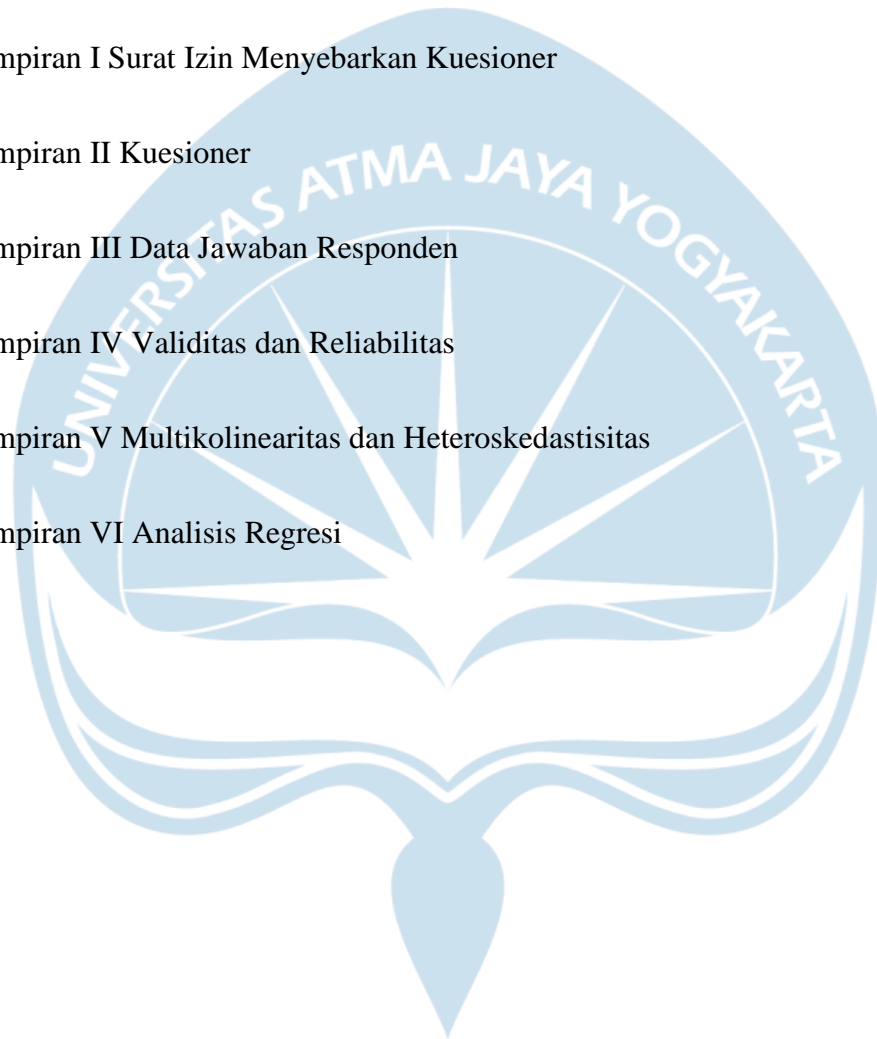 mpiran I Surat Izin Menyebarkan Kuesioner
mpiran II Kuesioner
UNIVERSITAS ATMA JAYA YOGYAKARTA
mpiran III Data Jawaban Responden
mpiran IV Validitas dan Reliabilitas
mpiran V Multikolinearitas dan Heteroskedastisitas
mpiran VI Analisis Regresi